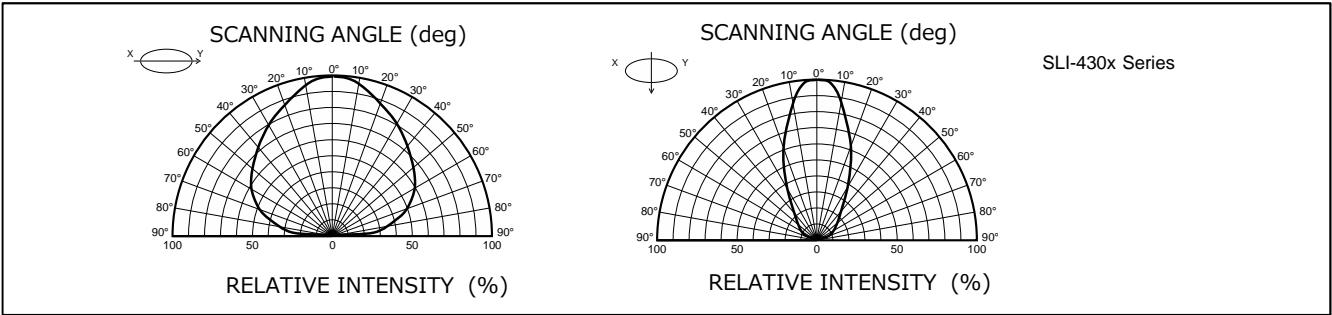 SCANNING ANGLE (deg)
X Y
0°
10° 10°
20° 20°
30° 30°
40° 40°
50° 50°
60° 60°
70° 70°
80° 80°
90° 90°
100 50 0 50 100
RELATIVE INTENSITY (%)
SCANNING ANGLE (deg)
X Y
0°
10° 10°
20° 20°
30° 30°
40° 40°
50° 50°
60° 60°
70° 70°
80° 80°
90° 90°
100 50 0 50 100
RELATIVE INTENSITY (%)
SLI-430x Series